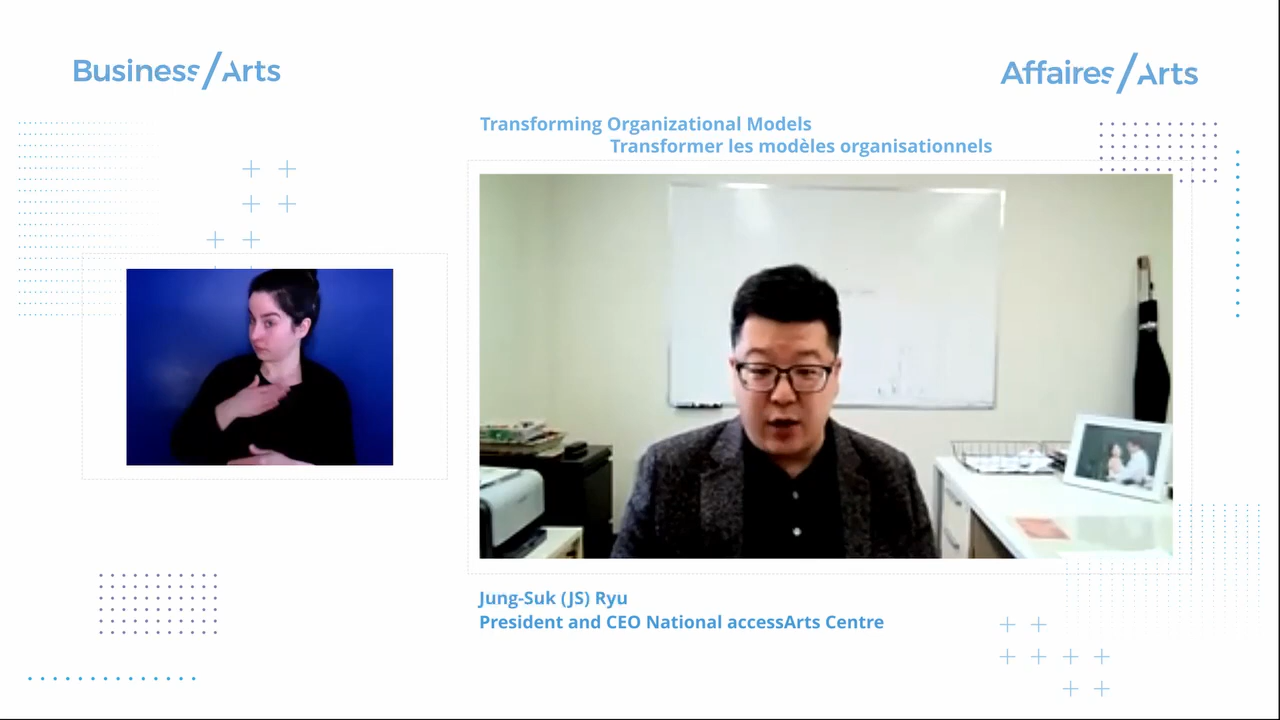 Business/Arts
Affaires/Arts
Transforming Organizational Models
Transformer les modèles organisationnels
Jung-Suk (JS) Ryu
President and CEO National accessArts Centre